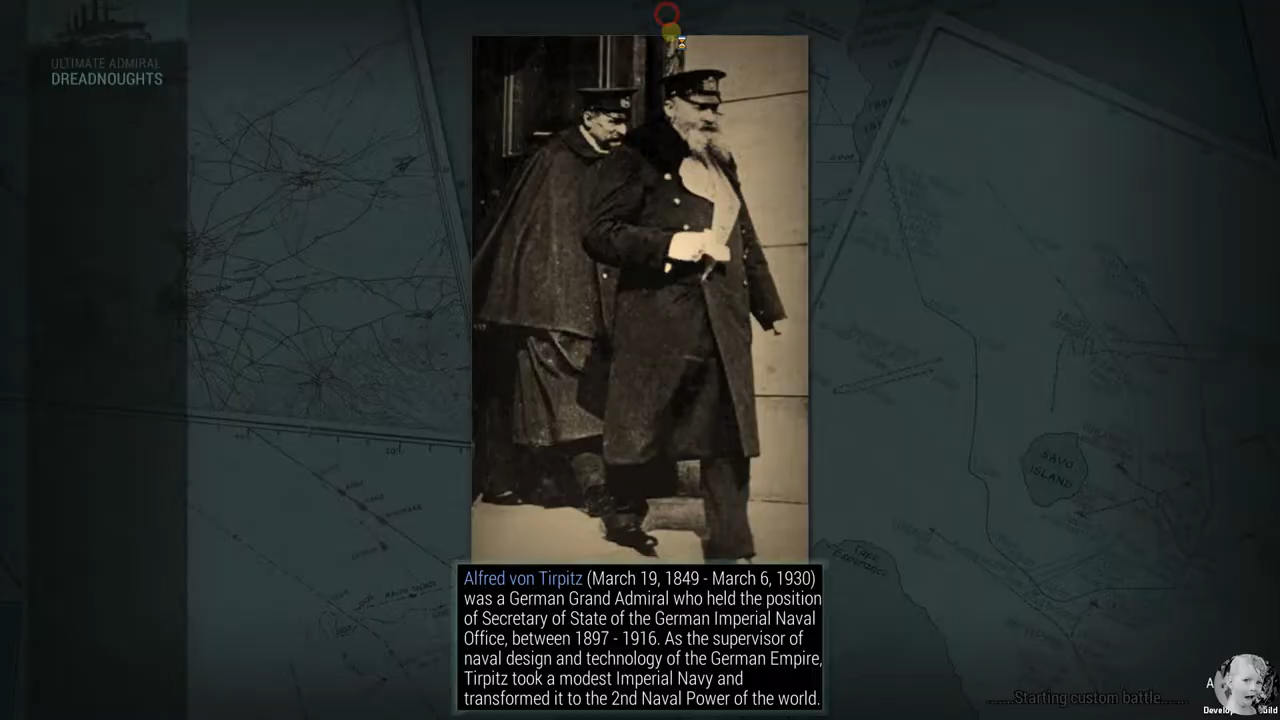 ULTIMATE ADMIRAL
DREADNOUGHTS
SAVO
ISLAND
Cape
Esperance
Alfred von Tirpitz (March 19, 1849 - March 6, 1930)
was a German Grand Admiral who held the position
of Secretary of State of the German Imperial Naval
Office, between 1897 - 1916. As the supervisor of
naval design and technology of the German Empire,
Tirpitz took a modest Imperial Navy and
transformed it to the 2nd Naval Power of the world.
......Starting custom battle......